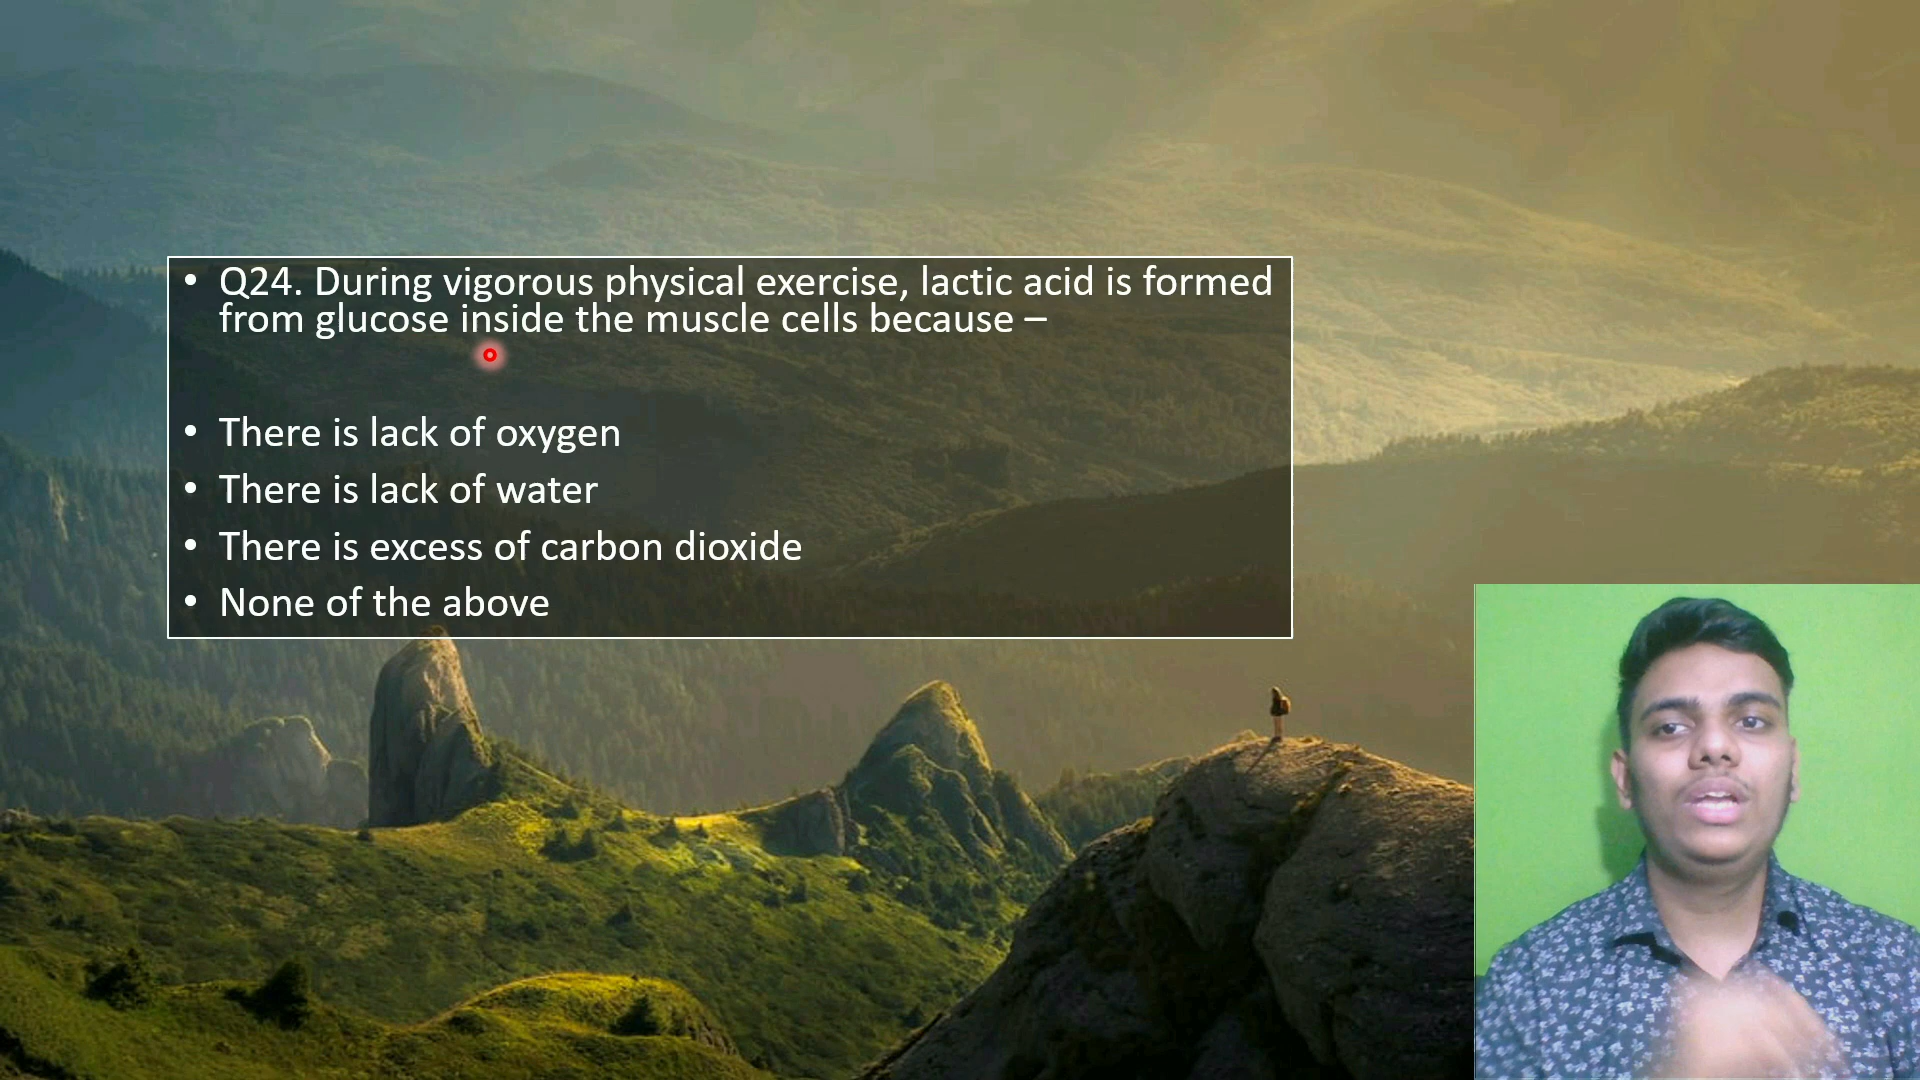 • Q24. During vigorous physical exercise, lactic acid is formed
from glucose inside the muscle cells because –
• There is lack of oxygen
• There is lack of water
• There is excess of carbon dioxide
• None of the above